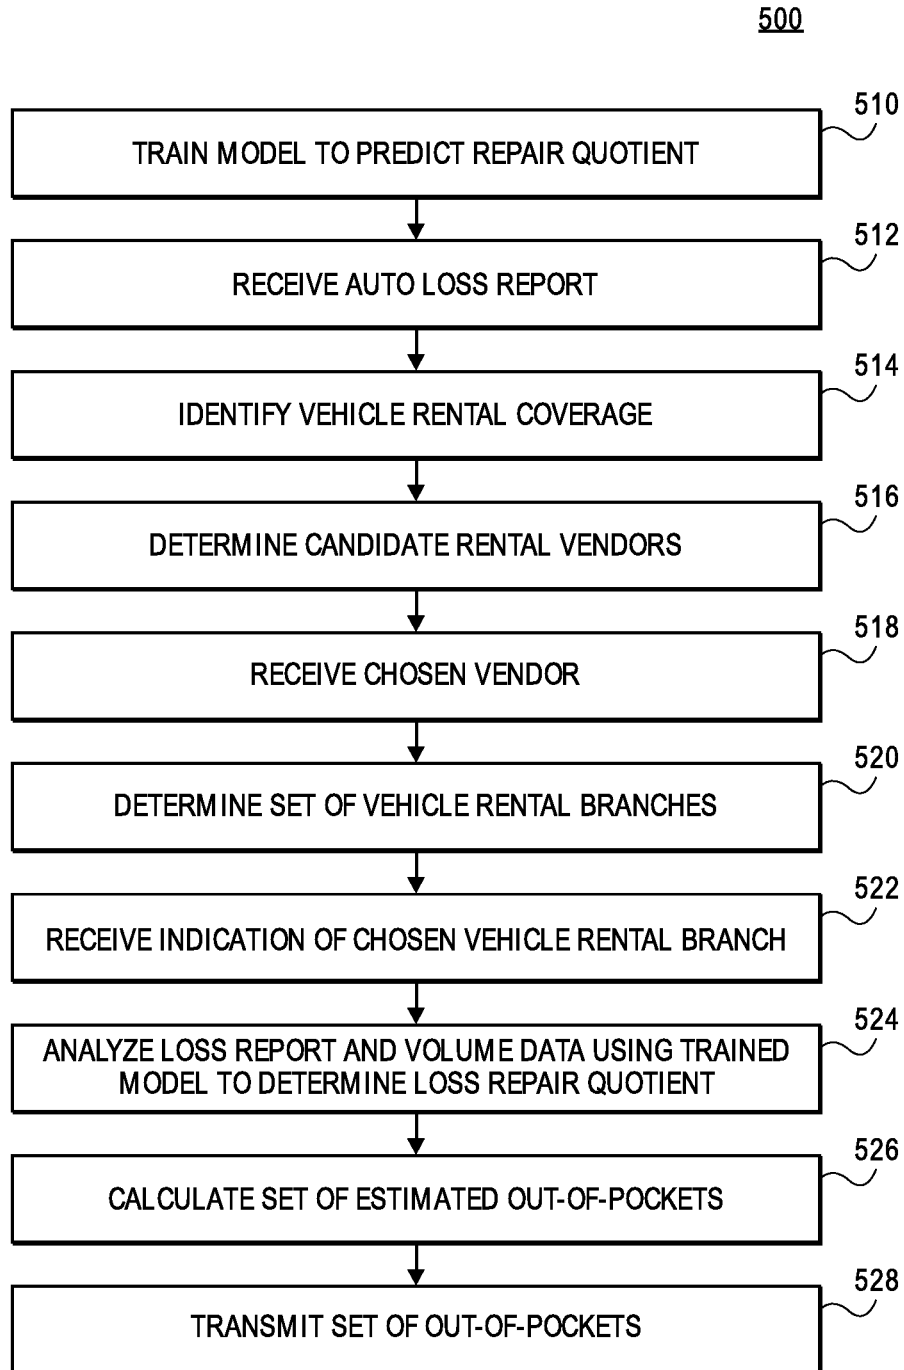 500
510
TRAIN MODEL TO PREDICT REPAIR QUOTIENT
512
RECEIVE AUTO LOSS REPORT
514
IDENTIFY VEHICLE RENTAL COVERAGE
516
DETERMINE CANDIDATE RENTAL VENDORS
518
RECEIVE CHOSEN VENDOR
520
DETERMINE SET OF VEHICLE RENTAL BRANCHES
522
RECEIVE INDICATION OF CHOSEN VEHICLE RENTAL BRANCH
524
ANALYZE LOSS REPORT AND VOLUME DATA USING TRAINED
MODEL TO DETERMINE LOSS REPAIR QUOTIENT
526
CALCULATE SET OF ESTIMATED OUT-OF-POCKETS
528
TRANSMIT SET OF OUT-OF-POCKETS